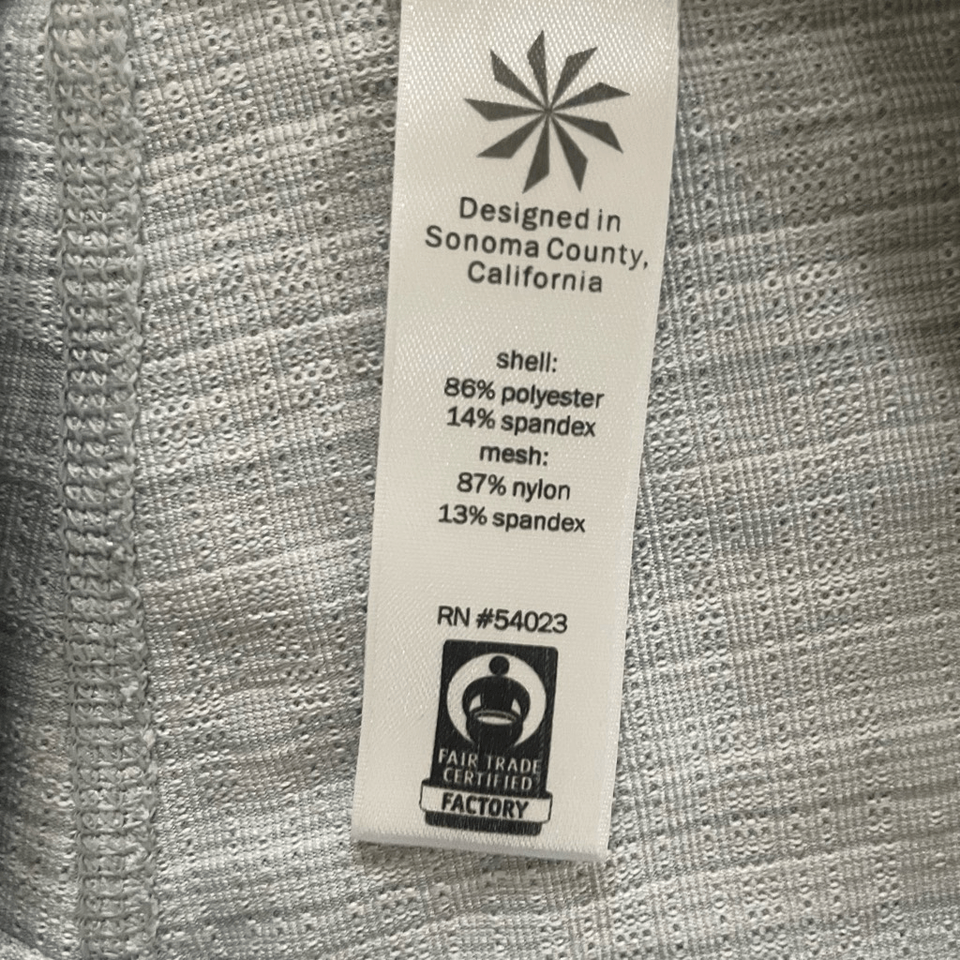 Designed in
Sonoma County,
California
shell:
86% polyester
14% spandex
mesh:
87% nylon
13% spandex
RN #54023
FAIR TRADE
CERTIFIED
FACTORY